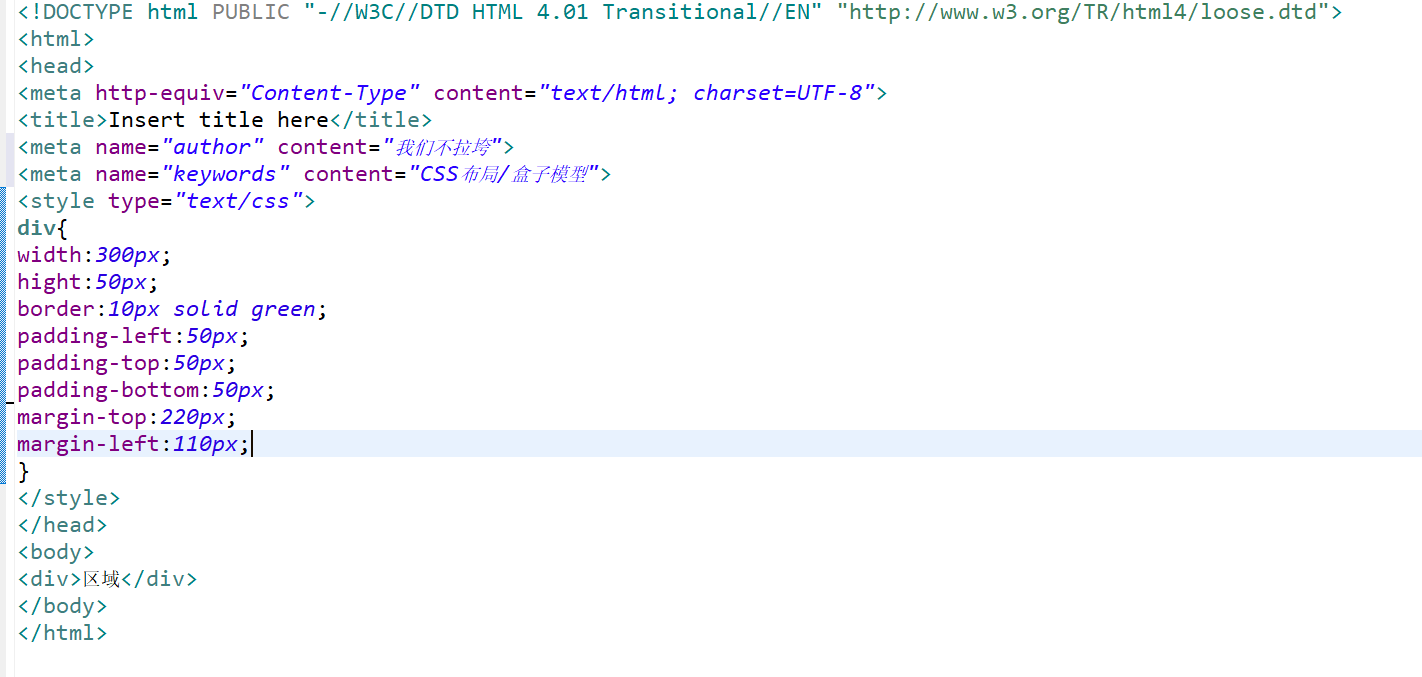 <!DOCTYPE html PUBLIC "-//W3C//DTD HTML 4.01 Transitional//EN" "http://www.w3.org/TR/html4/loose.dtd">
<html>
<head>
<meta http-equiv="Content-Type" content="text/html; charset=UTF-8">
<title>Insert title here</title>
<meta name="author" content="我们不拉垮">
<meta name="keywords" content="CSS布局/盒子模型">
<style type="text/css">
div{
width:300px;
hight:50px;
border:10px solid green;
padding-left:50px;
padding-top:50px;
padding-bottom:50px;
margin-top:220px;
margin-left:110px;
}
</style>
</head>
<body>
<div>区域</div>
</body>
</html>